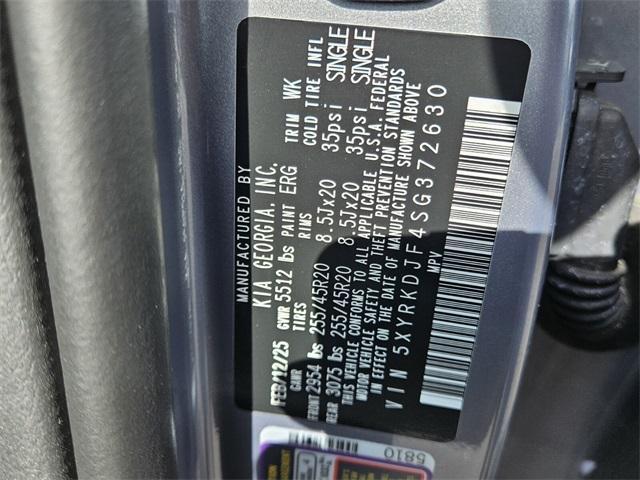 MANUFACTURED BY
KIA GEORGIA, INC.
FEB/12/25 GVWR 5512 lbs PAINT ERG TRIM WK
GAWR TIRES RIMS COLD TIRE INFL
FRONT 2954 lbs 255/45R20 8.5Jx20 35psi SINGLE
REAR 3075 lbs 255/45R20 8.5Jx20 35psi SINGLE
THIS VEHICLE CONFORMS TO ALL APPLICABLE U.S.A. FEDERAL
MOTOR VEHICLE SAFETY AND THEFT PREVENTION STANDARDS
IN EFFECT ON THE DATE OF MANUFACTURE SHOWN ABOVE
VIN 5XYRKDJF4SG372630
MPV
5810